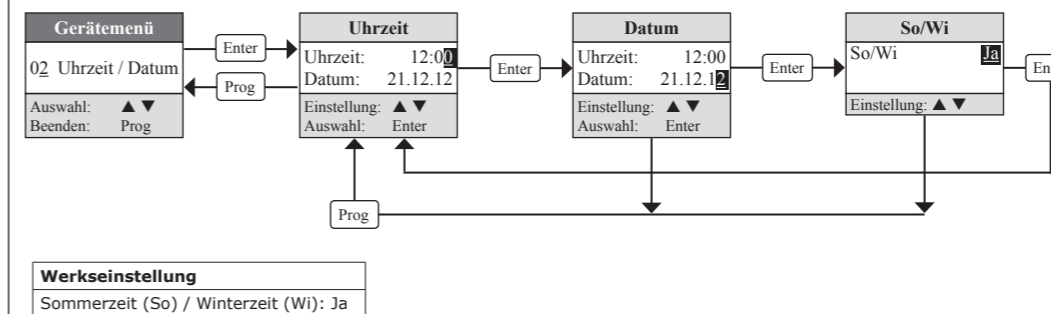 Gerätemenü
02 Uhrzeit / Datum
Auswahl: ▲ ▼
Beenden: Prog
Enter
Prog
Uhrzeit
Uhrzeit: 12:00
Datum: 21.12.12
Einstellung: ▲ ▼
Auswahl: Enter
Enter
Datum
Uhrzeit: 12:00
Datum: 21.12.12
Einstellung: ▲ ▼
Auswahl: Enter
Enter
So/Wi
So/Wi Ja
Einstellung: ▲ ▼
Prog
Werkseinstellung
Sommerzeit (So) / Winterzeit (Wi): Ja